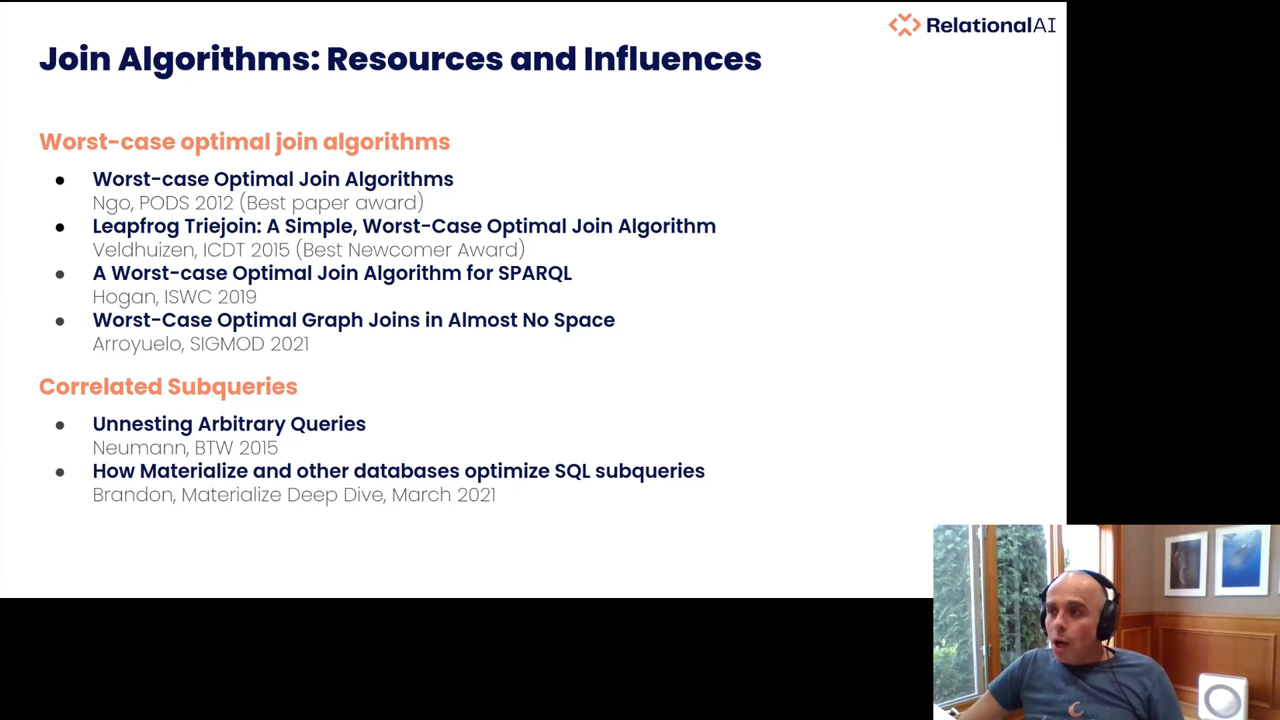 RelationalAI
Join Algorithms: Resources and Influences
Worst-case optimal join algorithms
● Worst-case Optimal Join Algorithms
Ngo, PODS 2012 (Best paper award)
● Leapfrog Triejoin: A Simple, Worst-Case Optimal Join Algorithm
Veldhuizen, ICDT 2015 (Best Newcomer Award)
● A Worst-case Optimal Join Algorithm for SPARQL
Hogan, ISWC 2019
● Worst-Case Optimal Graph Joins in Almost No Space
Arroyuelo, SIGMOD 2021
Correlated Subqueries
● Unnesting Arbitrary Queries
Neumann, BTW 2015
● How Materialize and other databases optimize SQL subqueries
Brandon, Materialize Deep Dive, March 2021